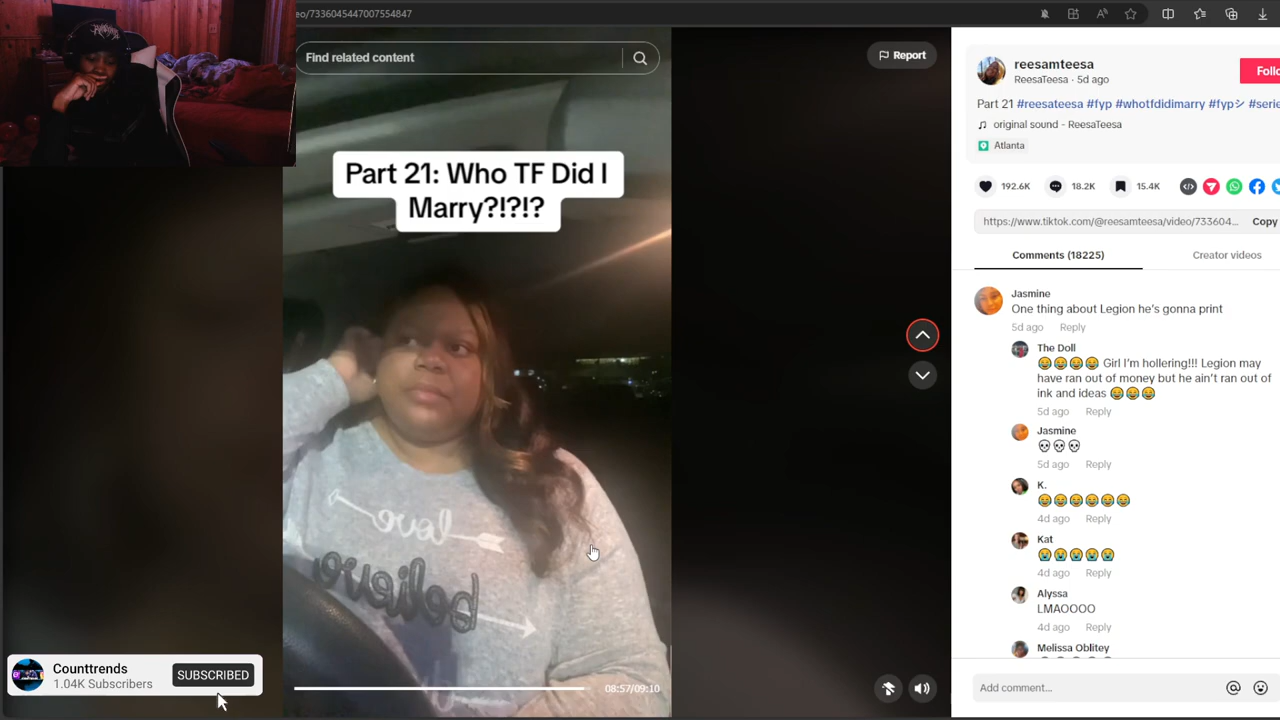 eo/7336045447007554847
Find related content
Report
Part 21: Who TF Did I
Marry?!?!?
love
believe
08:57/09:10
Counttrends
1.04K Subscribers
SUBSCRIBED
reesamteesa
ReesaTeesa · 5d ago
Follo
Part 21 #reesateesa #fyp #whotfdidimarry #fypシ #serie
original sound - ReesaTeesa
Atlanta
192.6K
18.2K
15.4K
https://www.tiktok.com/@reesamteesa/video/733604...
Copy
Comments (18225)
Creator videos
Jasmine
One thing about Legion he's gonna print
5d ago Reply
The Doll
😂😂😂😂 Girl I'm hollering!!! Legion may
have ran out of money but he ain't ran out of
ink and ideas 😂😂😂
5d ago Reply
Jasmine
💀💀💀
5d ago Reply
K.
😂😂😂😂😂😂
4d ago Reply
Kat
😭😭😭😭😭
4d ago Reply
Alyssa
LMAOOOO
4d ago Reply
Melissa Oblitey
Add comment...